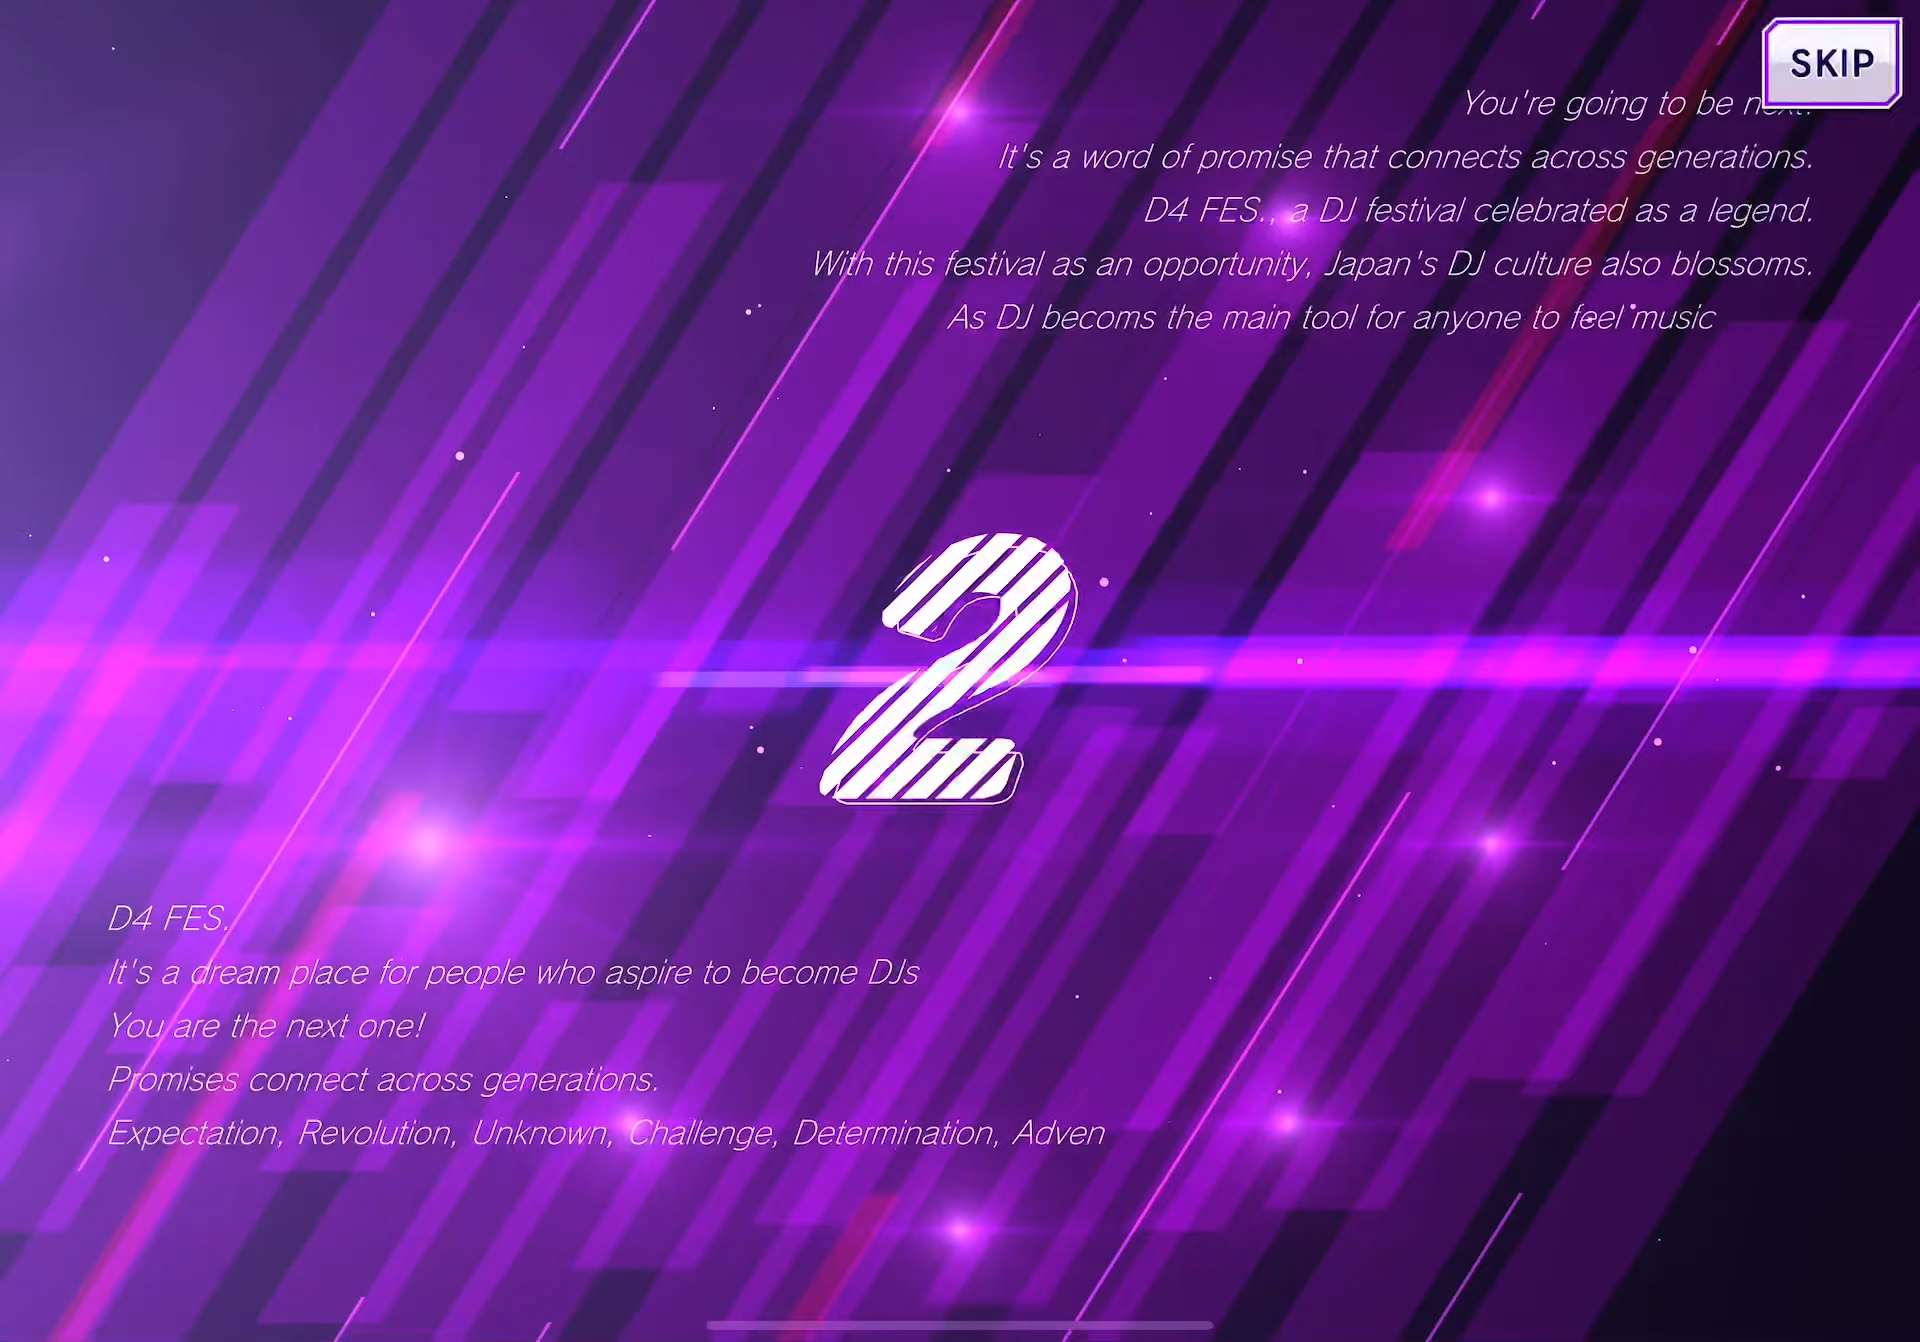 SKIP
You're going to be next.
It's a word of promise that connects across generations.
D4 FES., a DJ festival celebrated as a legend.
With this festival as an opportunity, Japan's DJ culture also blossoms.
As DJ becoms the main tool for anyone to feel music
2
D4 FES.
It's a dream place for people who aspire to become DJs
You are the next one!
Promises connect across generations.
Expectation, Revolution, Unknown, Challenge, Determination, Adven